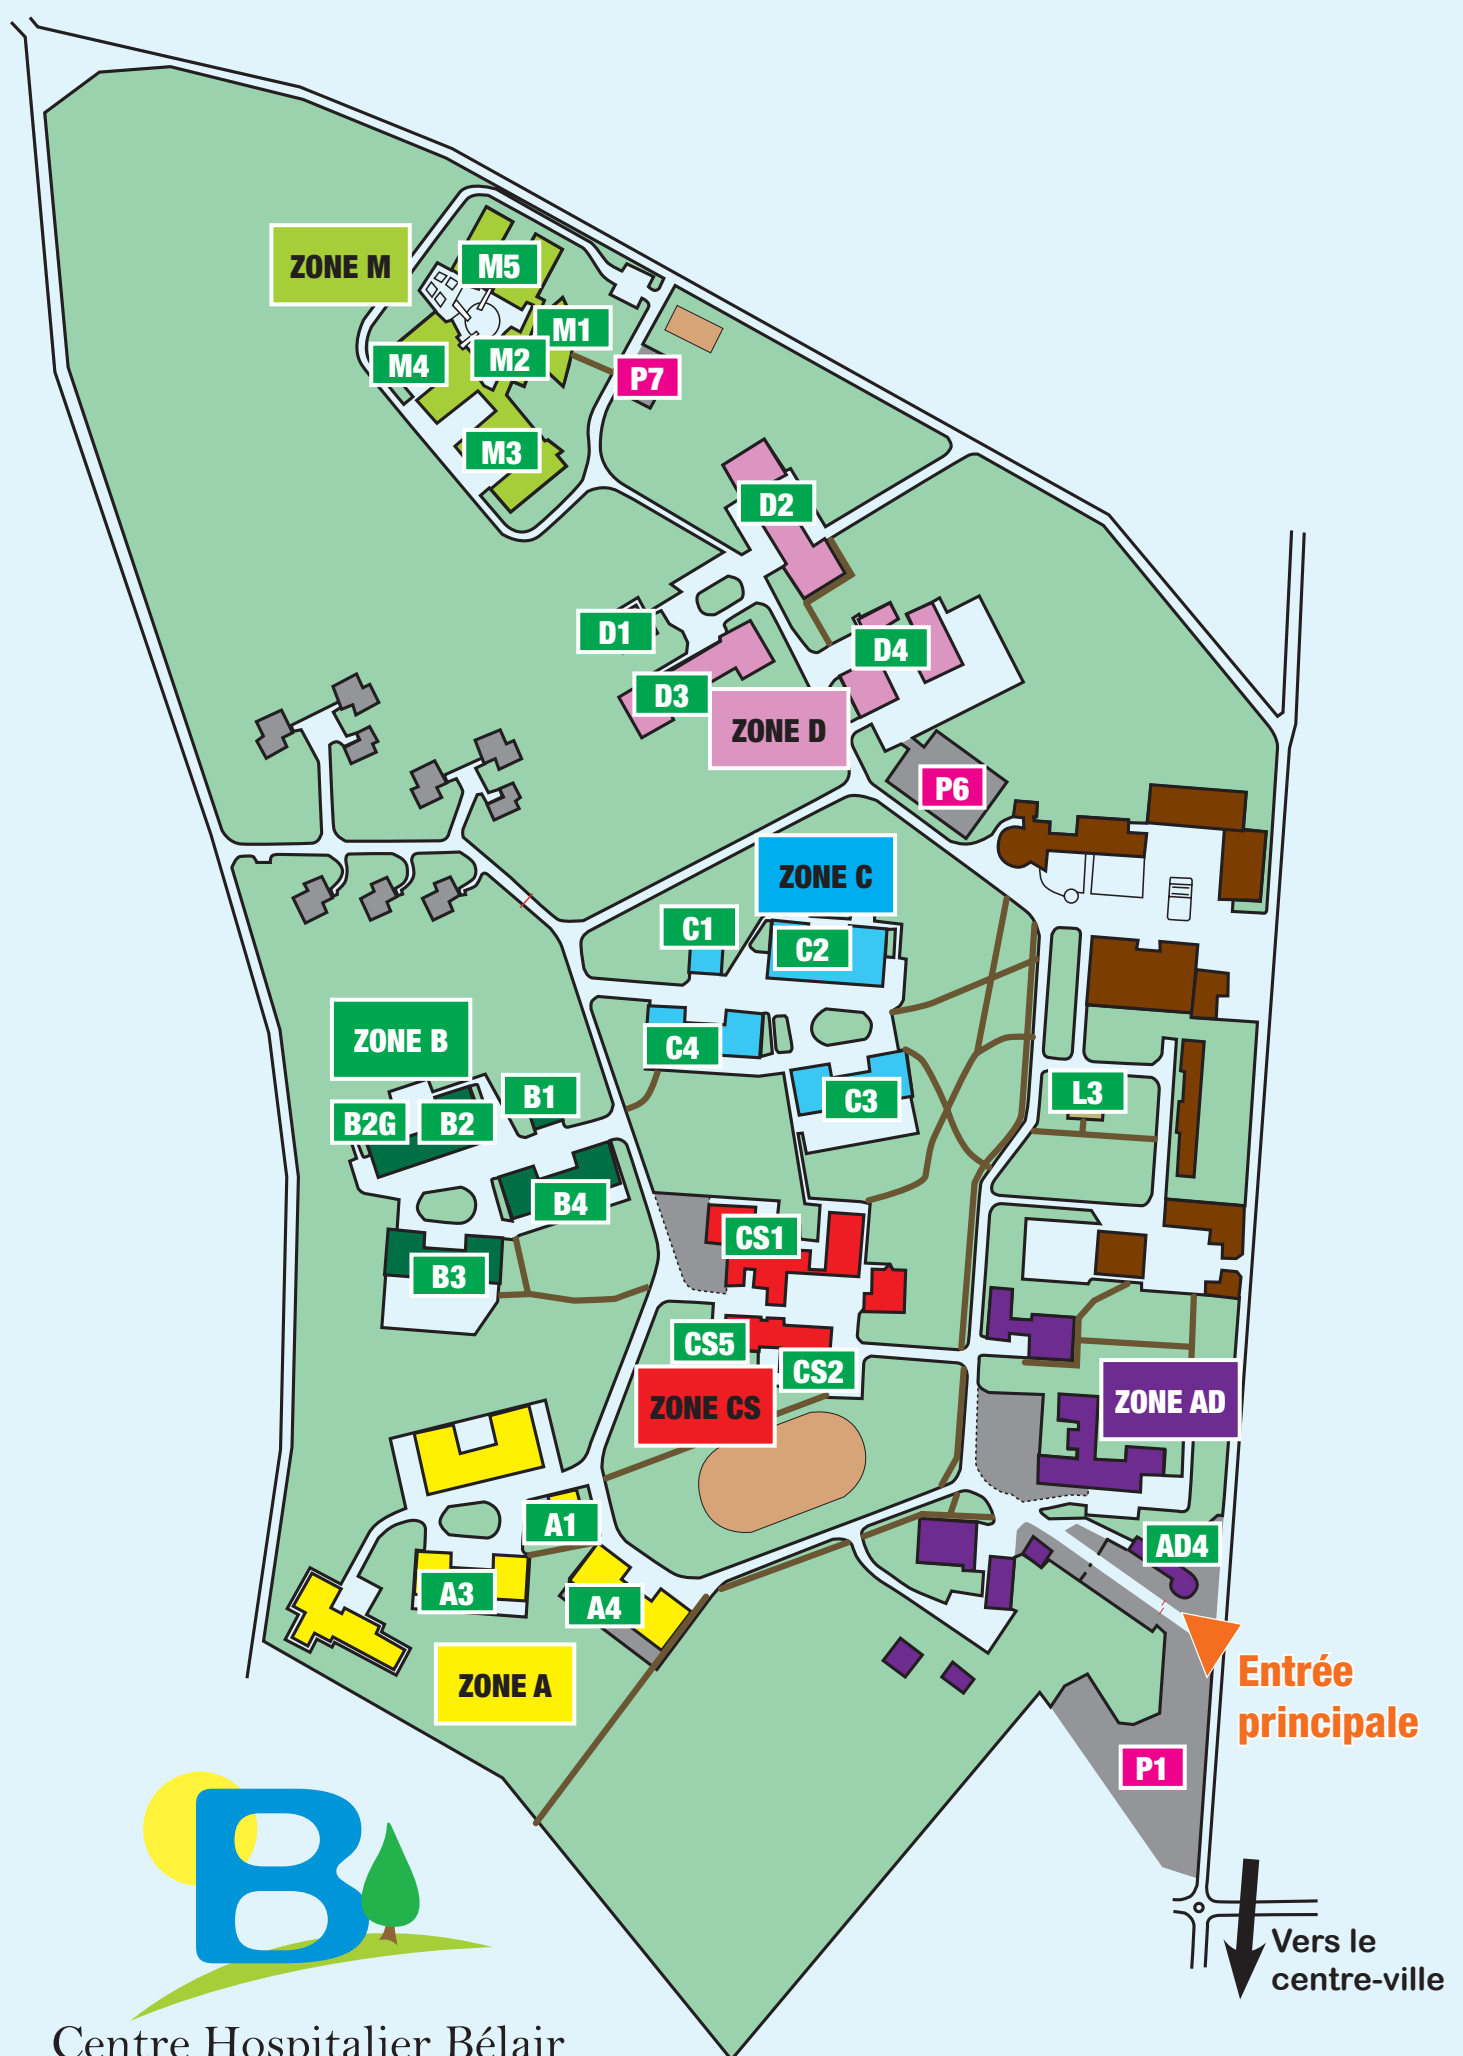 ZONE M
M5
M1
M2
M4
P7
M3
D2
D1
D4
D3
ZONE D
P6
ZONE C
C1
C2
ZONE B
C4
B1
L3
C3
B2G
B2
B4
CS1
B3
CS5
CS2
ZONE CS
ZONE AD
A1
AD4
A3
A4
ZONE A
Entrée
principale
P1
B
Vers le
centre-ville
Centre Hospitalier Bélair